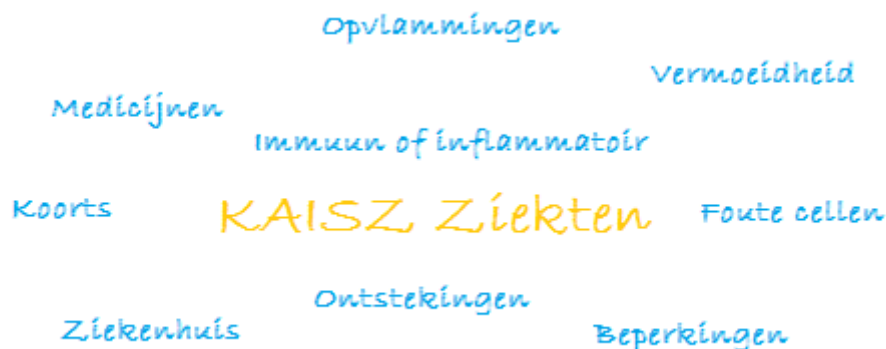 Opvlammingen
Vermoeidheid
Medicijnen
Immuun of inflammatoir
Koorts
KAISZ Ziekten
Foute cellen
Ontstekingen
Ziekenhuis
Beperkingen